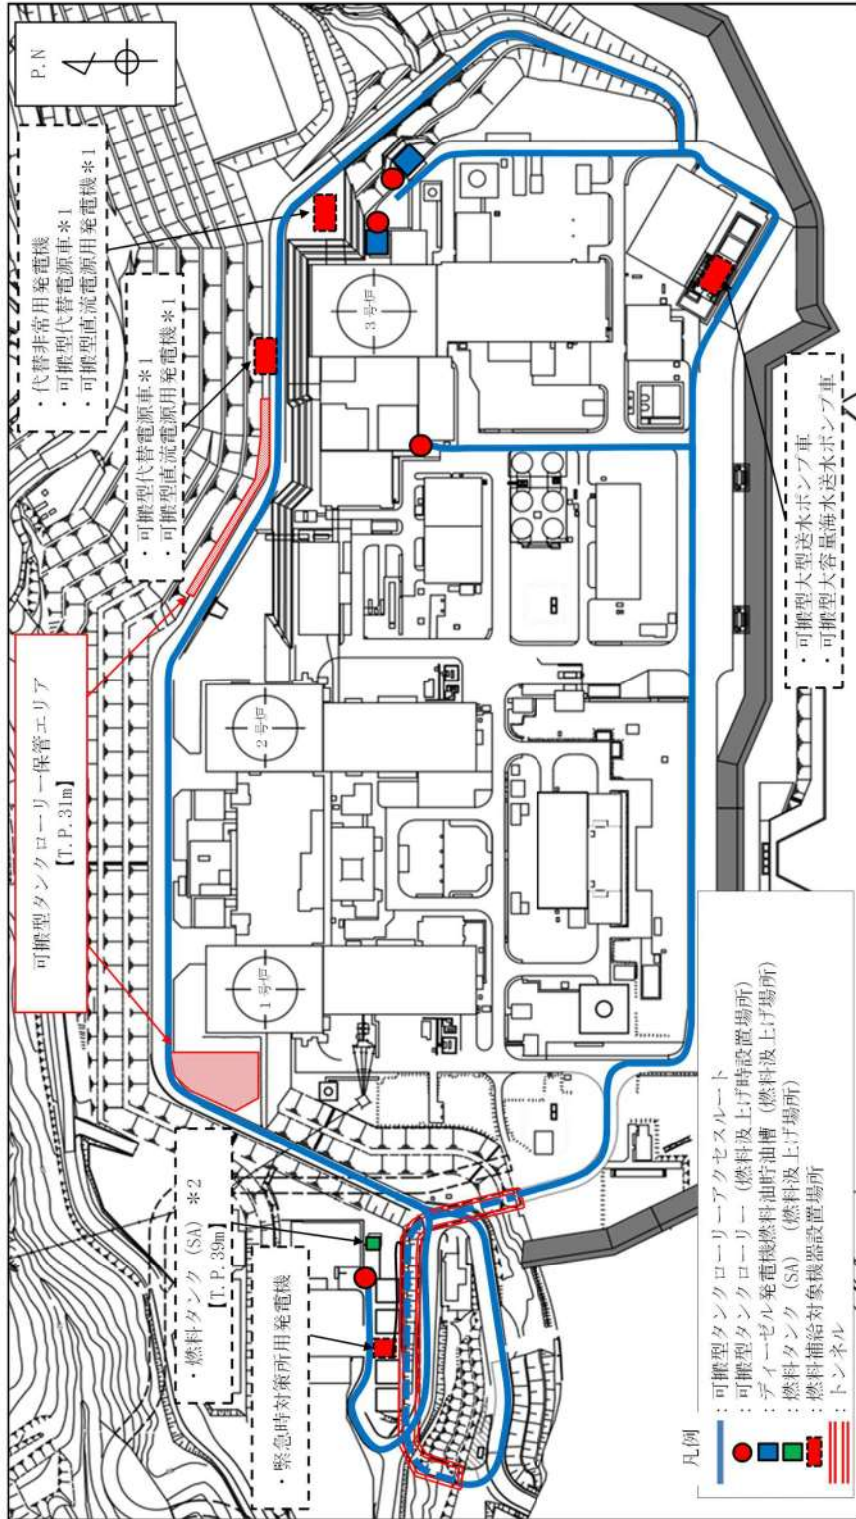 P.N
・代替非常用発電機
・可搬型代替電源車＊1
・可搬型直流電源用発電機＊1
・可搬型代替電源車＊1
・可搬型直流電源用発電機＊1
可搬型タンクローリー保管エリア
【T.P.31m】
・燃料タンク（SA）＊2
【T.P.39m】
・緊急時対策所用発電機
1号炉
2号炉
3号炉
・可搬型大型送水ポンプ車
・可搬型大容量海水送水ポンプ車
凡例
：可搬型タンクローリーアクセスルート
：可搬型タンクローリー（燃料汲上げ時設置場所）
：ディーゼル発電機燃料油貯油槽（燃料汲上げ場所）
：燃料タンク（SA）（燃料汲上げ場所）
：燃料補給対象機器設置場所
：トンネル